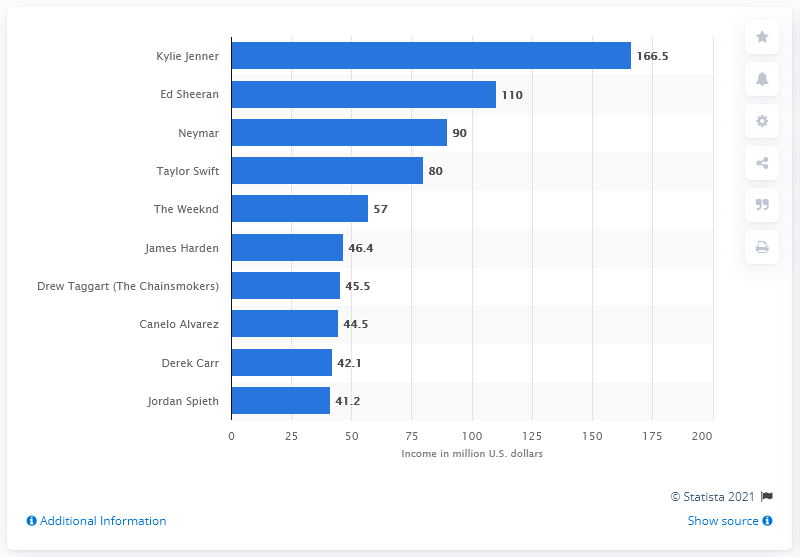 Kylie Jenner 166.5
Ed Sheeran 110
Neymar 90
Taylor Swift 80
The Weeknd 57
James Harden 46.4
Drew Taggart (The Chainsmokers) 45.5
Canelo Alvarez 44.5
Derek Carr 42.1
Jordan Spieth 41.2
0 25 50 75 100 125 150 175 200
Income in million U.S. dollars
© Statista 2021
Additional Information Show source